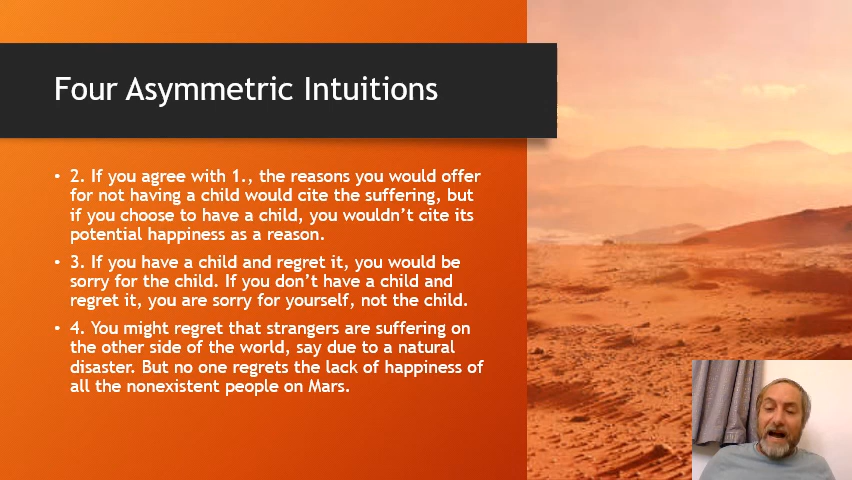 Four Asymmetric Intuitions
• 2. If you agree with 1., the reasons you would offer
for not having a child would cite the suffering, but
if you choose to have a child, you wouldn’t cite its
potential happiness as a reason.
• 3. If you have a child and regret it, you would be
sorry for the child. If you don’t have a child and
regret it, you are sorry for yourself, not the child.
• 4. You might regret that strangers are suffering on
the other side of the world, say due to a natural
disaster. But no one regrets the lack of happiness of
all the nonexistent people on Mars.